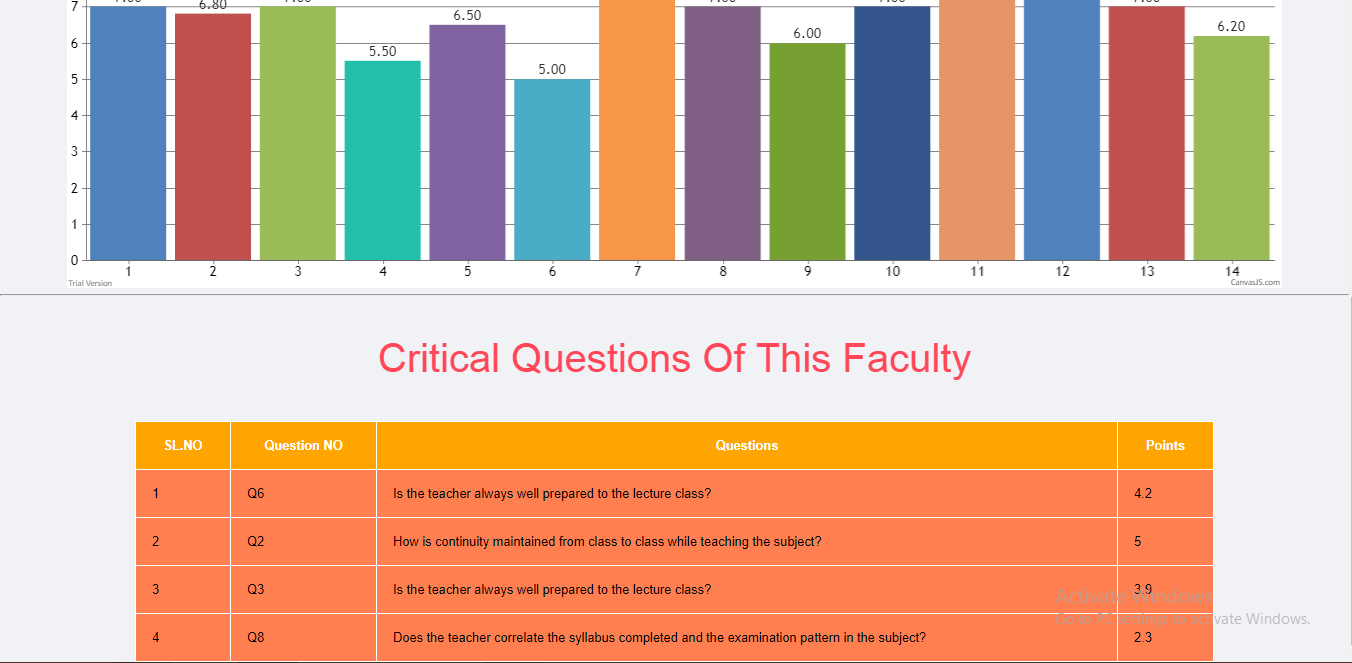 7
6.80
6.50
6.20
6.00
6
5.50
5.00
5
4
3
2
1
0
1 2 3 4 5 6 7 8 9 10 11 12 13 14
Trial Version
CanvasJS.com
Critical Questions Of This Faculty
SL.NO Question NO Questions Points
1 Q6 Is the teacher always well prepared to the lecture class? 4.2
2 Q2 How is continuity maintained from class to class while teaching the subject? 5
3 Q3 Is the teacher always well prepared to the lecture class? 3.9
Activate Windows
Go to PC settings to activate Windows.
4 Q8 Does the teacher correlate the syllabus completed and the examination pattern in the subject? 2.3